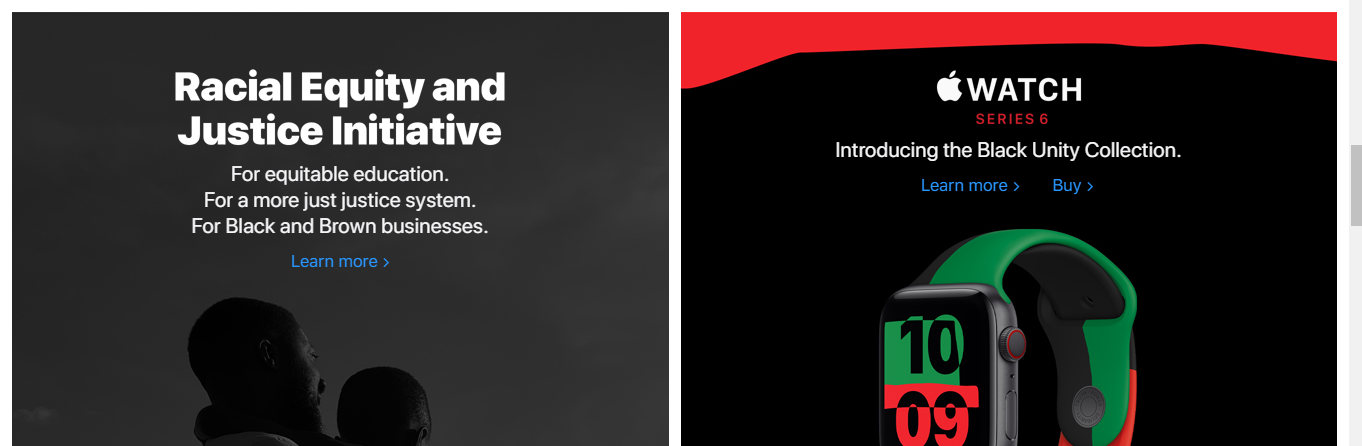 Racial Equity and
Justice Initiative
For equitable education.
For a more just justice system.
For Black and Brown businesses.
Learn more >
WATCH
SERIES 6
Introducing the Black Unity Collection.
Learn more > Buy >
10
09